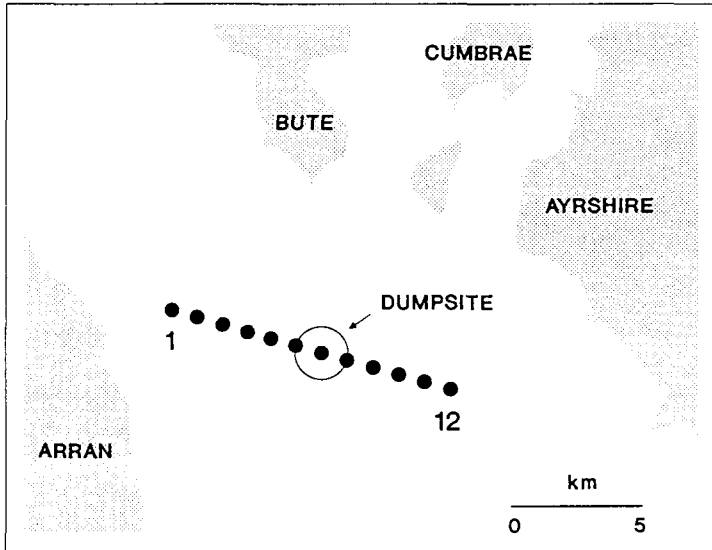 CUMBRAE
BUTE
AYRSHIRE
DUMPSITE
1
12
ARRAN
km
0 5